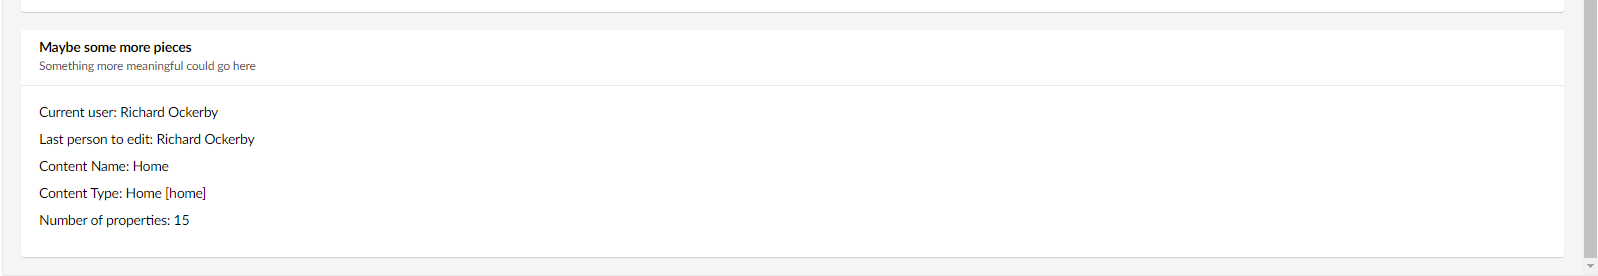 Maybe some more pieces
Something more meaningful could go here
Current user: Richard Ockerby
Last person to edit: Richard Ockerby
Content Name: Home
Content Type: Home [home]
Number of properties: 15